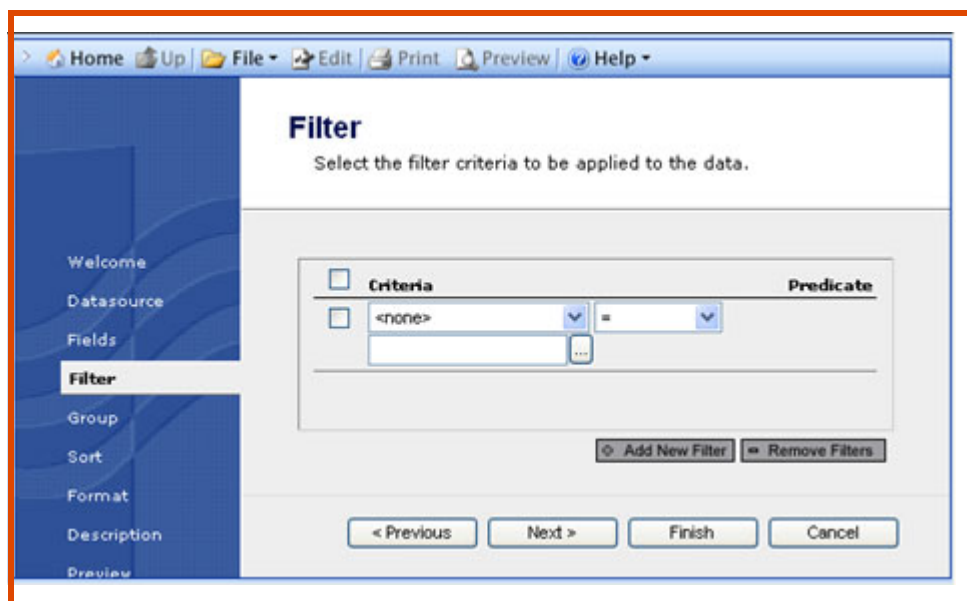 Home Up File Edit Print Preview Help
Filter
Select the filter criteria to be applied to the data.
Welcome
Datasource
Fields
Filter
Group
Sort
Format
Description
Preview
Criteria Predicate
<none> =
...
Add New Filter Remove Filters
< Previous Next > Finish Cancel